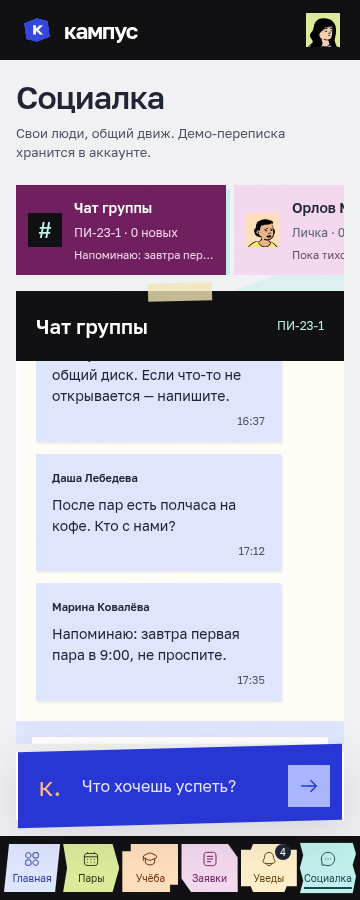 К кампус
Социалка
Свои люди, общий движ. Демо-переписка
хранится в аккаунте.
# Чат группы
ПИ-23-1 · 0 новых
Напоминаю: завтра пер...
Орлов
Личка · 0
Пока тихо
Чат группы ПИ-23-1
общий диск. Если что-то не
открывается — напишите.
16:37
Даша Лебедева
После пар есть полчаса на
кофе. Кто с нами?
17:12
Марина Ковалёва
Напоминаю: завтра первая
пара в 9:00, не проспите.
17:35
К. Что хочешь успеть?
4
Главная Пары Учёба Заявки Уведы Социалка